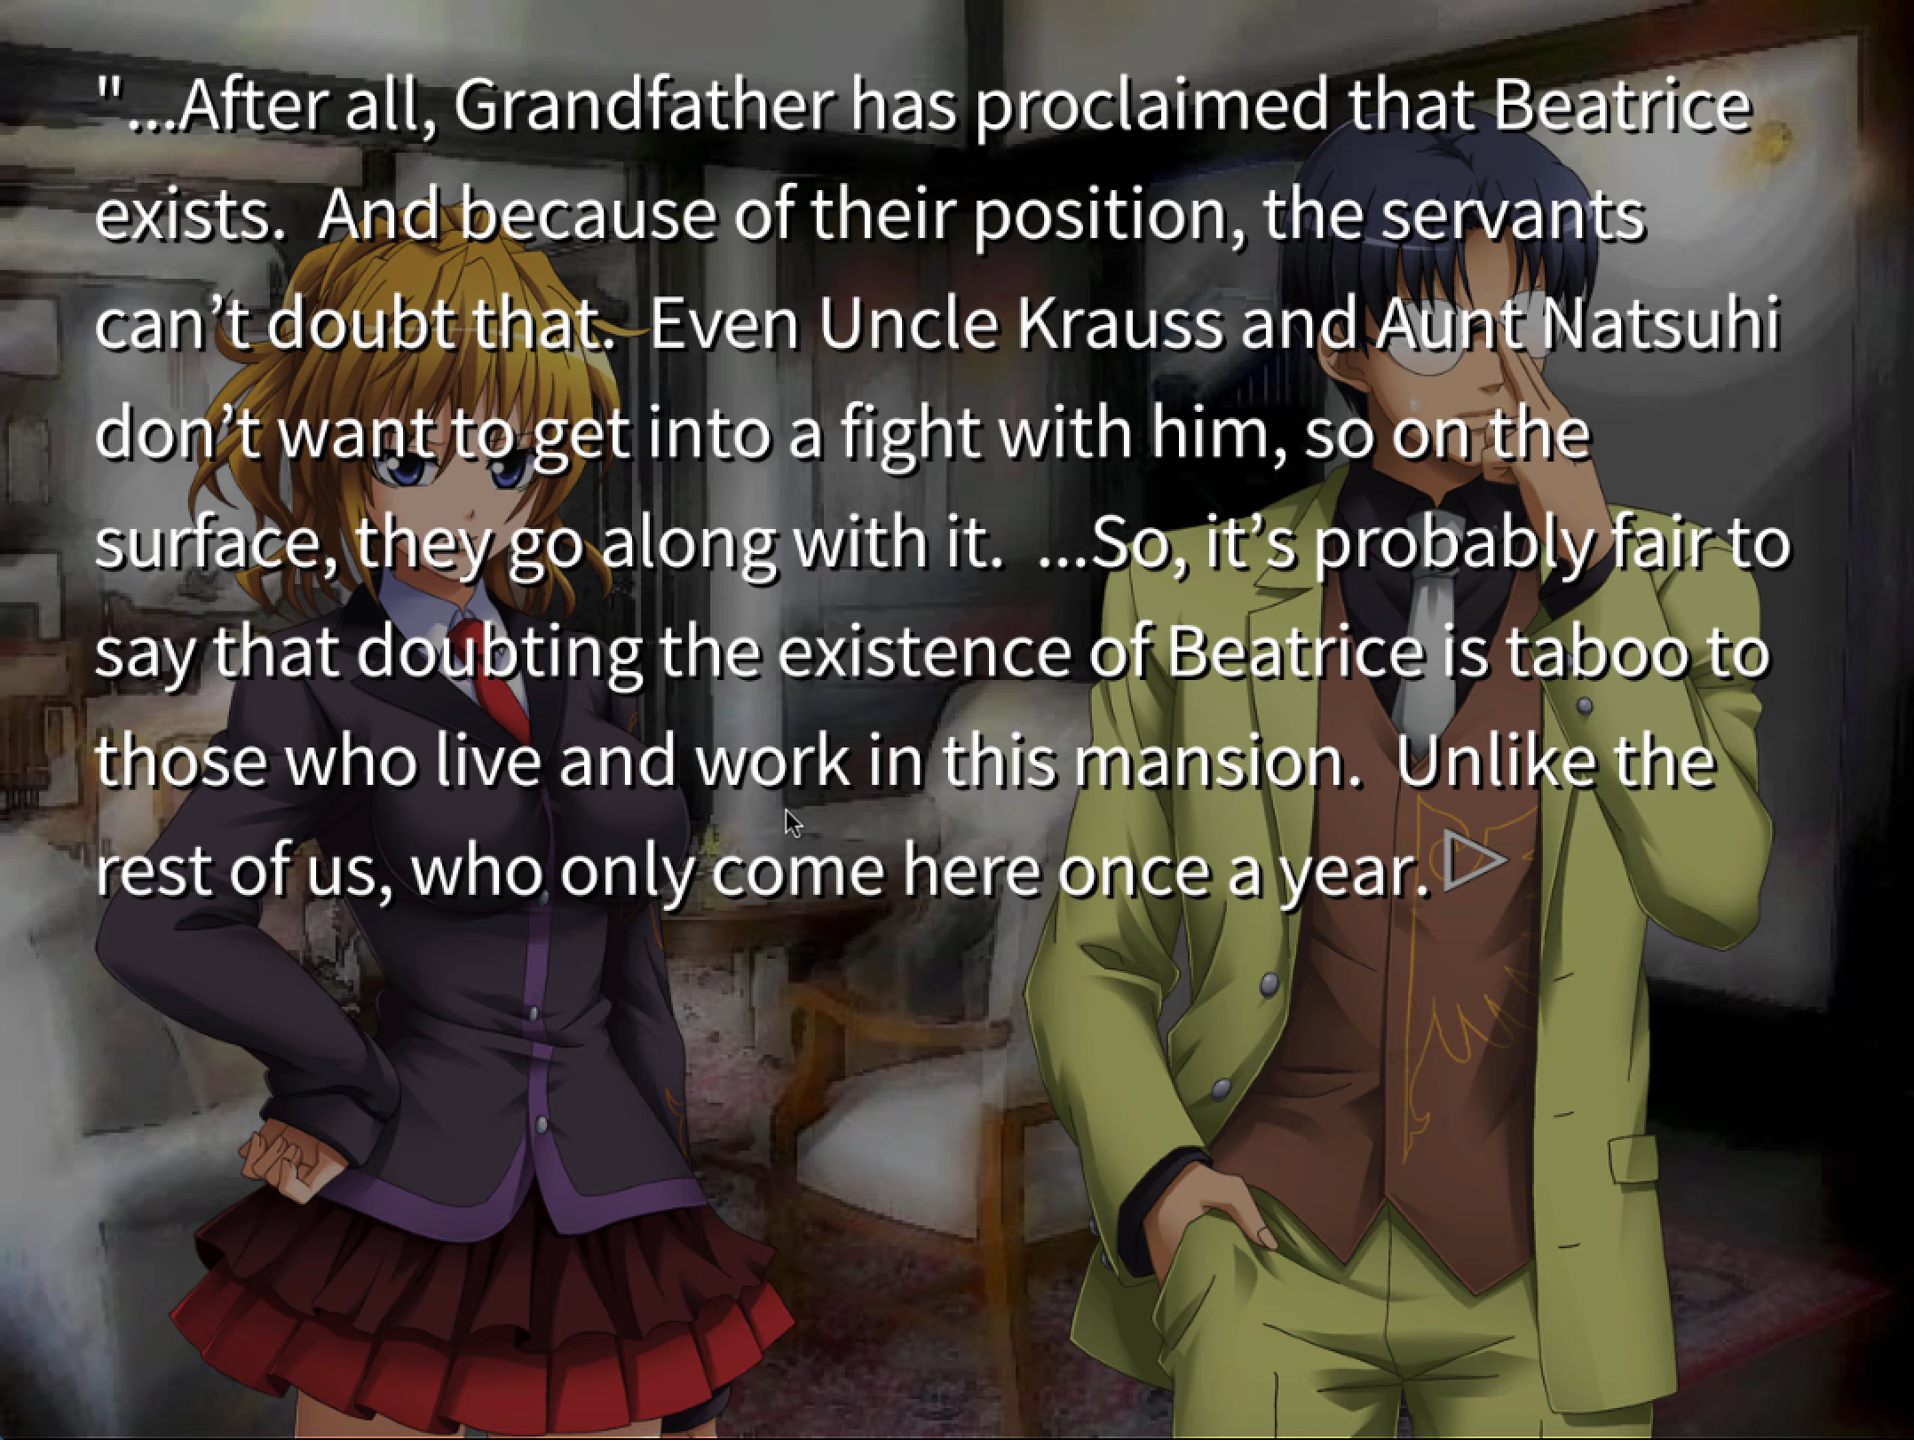 "...After all, Grandfather has proclaimed that Beatrice
exists.  And because of their position, the servants
can’t doubt that.  Even Uncle Krauss and Aunt Natsuhi
don’t want to get into a fight with him, so on the
surface, they go along with it.  ...So, it’s probably fair to
say that doubting the existence of Beatrice is taboo to
those who live and work in this mansion.  Unlike the
rest of us, who only come here once a year.